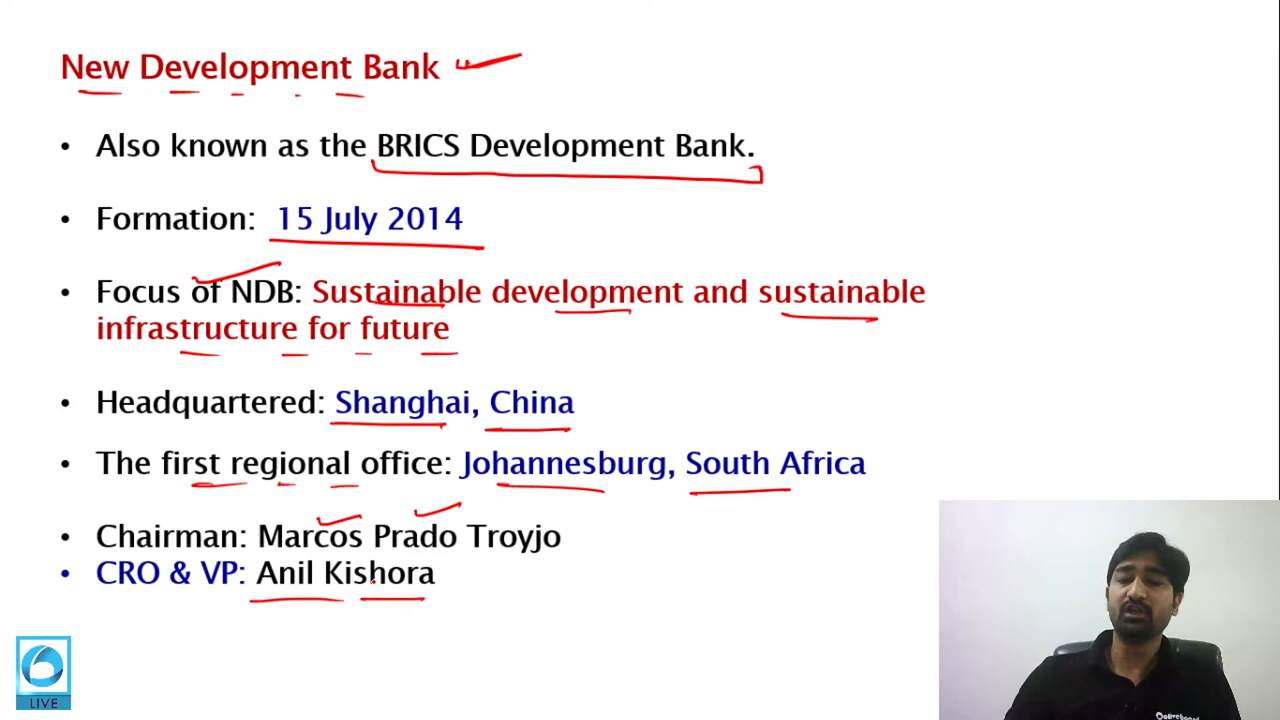 New Development Bank
• Also known as the BRICS Development Bank.
• Formation: 15 July 2014
• Focus of NDB: Sustainable development and sustainable
infrastructure for future
• Headquartered: Shanghai, China
• The first regional office: Johannesburg, South Africa
• Chairman: Marcos Prado Troyjo
• CRO & VP: Anil Kishora
LIVE